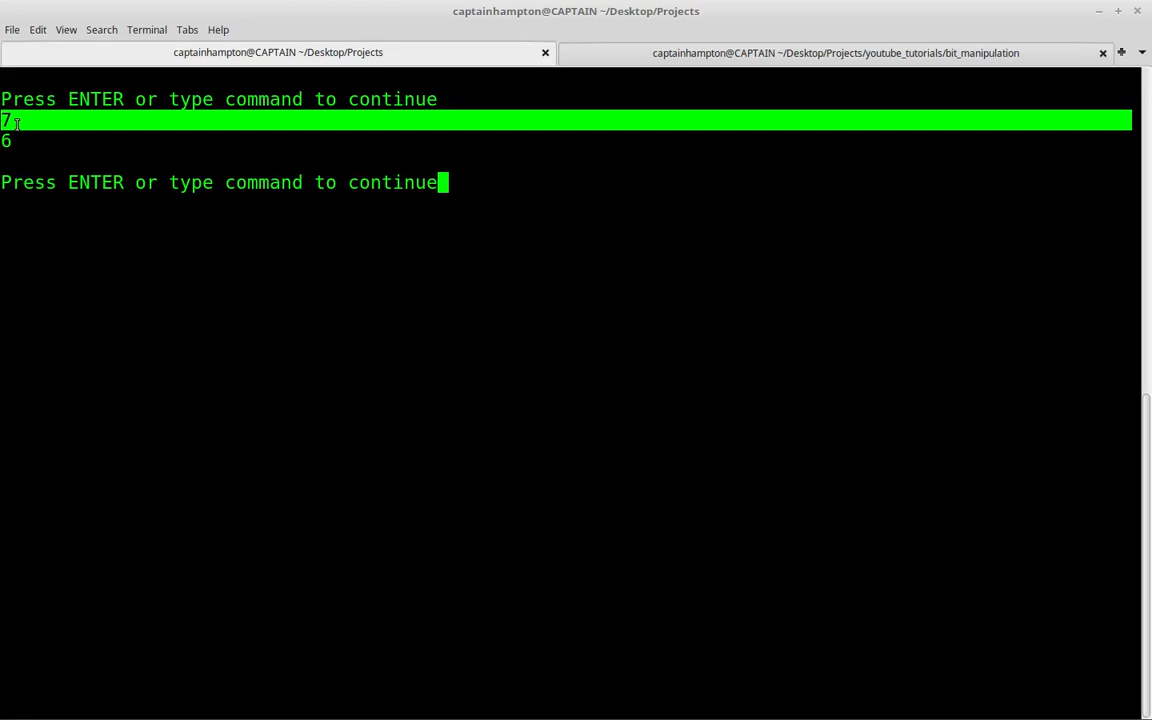 captainhampton@CAPTAIN ~/Desktop/Projects
File Edit View Search Terminal Tabs Help
captainhampton@CAPTAIN ~/Desktop/Projects
captainhampton@CAPTAIN ~/Desktop/Projects/youtube_tutorials/bit_manipulation
Press ENTER or type command to continue
7
6
Press ENTER or type command to continue